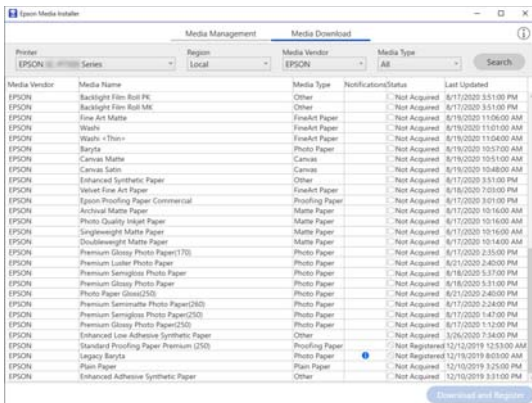 Epson Media Installer
Media Management Media Download
Printer Region Media Vendor Media Type
EPSON Series Local EPSON All Search
Media Vendor Media Name Media Type Notifications Status Last Updated
EPSON Backlight Film Roll PK Other Not Acquired 8/17/2020 3:51:00 PM
EPSON Backlight Film Roll MK Other Not Acquired 8/17/2020 3:51:00 PM
EPSON Fine Art Matte FineArt Paper Not Acquired 8/19/2020 11:06:00 AM
EPSON Washi FineArt Paper Not Acquired 8/19/2020 11:01:00 AM
EPSON Washi <Thin> FineArt Paper Not Acquired 8/19/2020 11:04:00 AM
EPSON Baryta Photo Paper Not Acquired 8/19/2020 10:57:00 AM
EPSON Canvas Matte Canvas Not Acquired 8/19/2020 10:51:00 AM
EPSON Canvas Satin Canvas Not Acquired 8/19/2020 10:48:00 AM
EPSON Enhanced Synthetic Paper Other Not Acquired 8/17/2020 3:51:00 PM
EPSON Velvet Fine Art Paper FineArt Paper Not Acquired 8/18/2020 7:03:00 PM
EPSON Epson Proofing Paper Commercial Proofing Paper Not Acquired 8/17/2020 3:01:00 PM
EPSON Archival Matte Paper Matte Paper Not Acquired 8/17/2020 10:16:00 AM
EPSON Photo Quality Inkjet Paper Matte Paper Not Acquired 8/17/2020 10:16:00 AM
EPSON Singleweight Matte Paper Matte Paper Not Acquired 8/17/2020 10:16:00 AM
EPSON Doubleweight Matte Paper Matte Paper Not Acquired 8/17/2020 10:14:00 AM
EPSON Premium Glossy Photo Paper(170) Photo Paper Not Acquired 8/17/2020 2:35:00 PM
EPSON Premium Luster Photo Paper Photo Paper Not Acquired 8/21/2020 2:40:00 PM
EPSON Premium Semigloss Photo Paper Photo Paper Not Acquired 8/18/2020 5:37:00 PM
EPSON Premium Glossy Photo Paper Photo Paper Not Acquired 8/18/2020 5:31:00 PM
EPSON Photo Paper Gloss(250) Photo Paper Not Acquired 8/21/2020 2:40:00 PM
EPSON Premium Semimatte Photo Paper(260) Photo Paper Not Acquired 8/17/2020 2:24:00 PM
EPSON Premium Semigloss Photo Paper(250) Photo Paper Not Acquired 8/17/2020 1:47:00 PM
EPSON Premium Glossy Photo Paper(250) Photo Paper Not Acquired 8/17/2020 1:12:00 PM
EPSON Enhanced Low Adhesive Synthetic Paper Other Not Acquired 3/26/2020 7:34:00 PM
EPSON Standard Proofing Paper Premium (250) Proofing Paper Not Registered 12/12/2019 12:53:00 AM
EPSON Legacy Baryta Photo Paper Not Registered 12/19/2019 8:03:00 AM
EPSON Plain Paper Plain Paper Not Acquired 12/10/2019 3:25:00 PM
EPSON Enhanced Adhesive Synthetic Paper Other Not Acquired 12/10/2019 3:31:00 PM
Download and Register